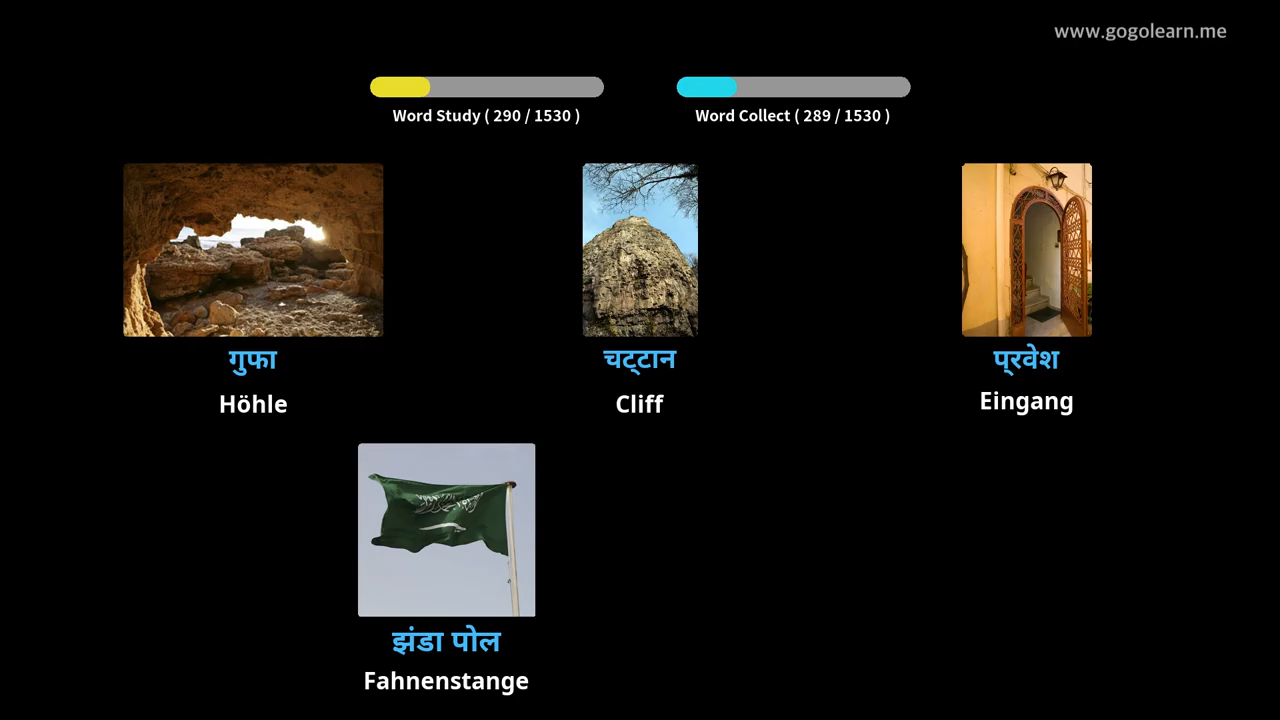 www.gogolearn.me
Word Study ( 290 / 1530 )
Word Collect ( 289 / 1530 )
गुफा
चट्टान
प्रवेश
Höhle
Cliff
Eingang
झंडा पोल
Fahnenstange